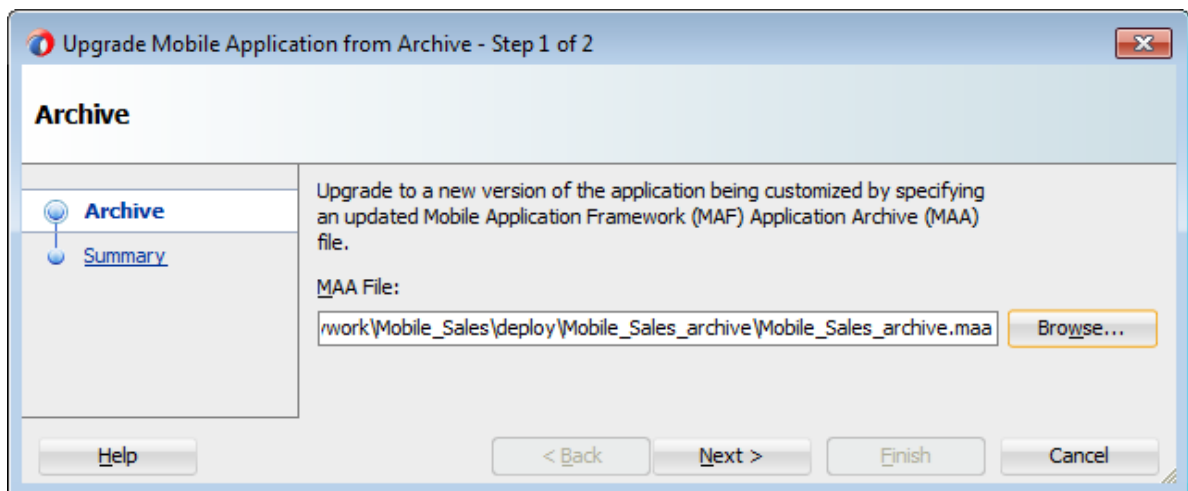 Upgrade Mobile Application from Archive - Step 1 of 2
Archive
Archive
Summary
Upgrade to a new version of the application being customized by specifying
an updated Mobile Application Framework (MAF) Application Archive (MAA)
file.
MAA File:
work\Mobile_Sales\deploy\Mobile_Sales_archive\Mobile_Sales_archive.maa
Browse...
Help
< Back
Next >
Finish
Cancel